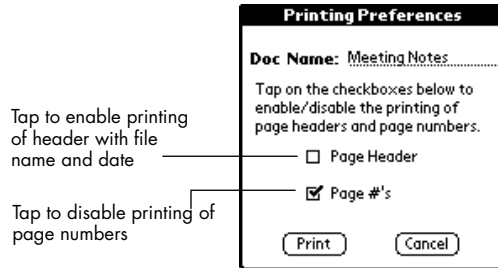 Printing Preferences
Doc Name: Meeting Notes
Tap on the checkboxes below to
enable/disable the printing of
page headers and page numbers.
Tap to enable printing
of header with file
name and date
Page Header
Page #'s
Tap to disable printing of
page numbers
Print Cancel